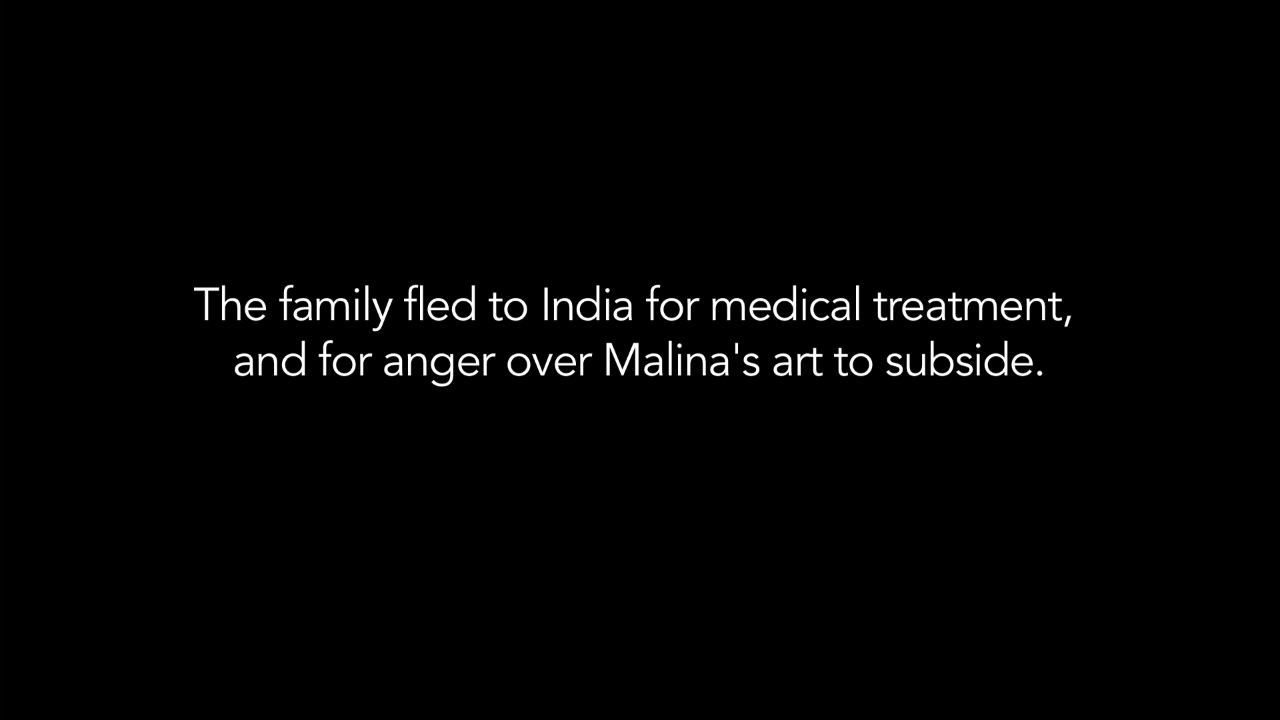 The family fled to India for medical treatment,
and for anger over Malina's art to subside.